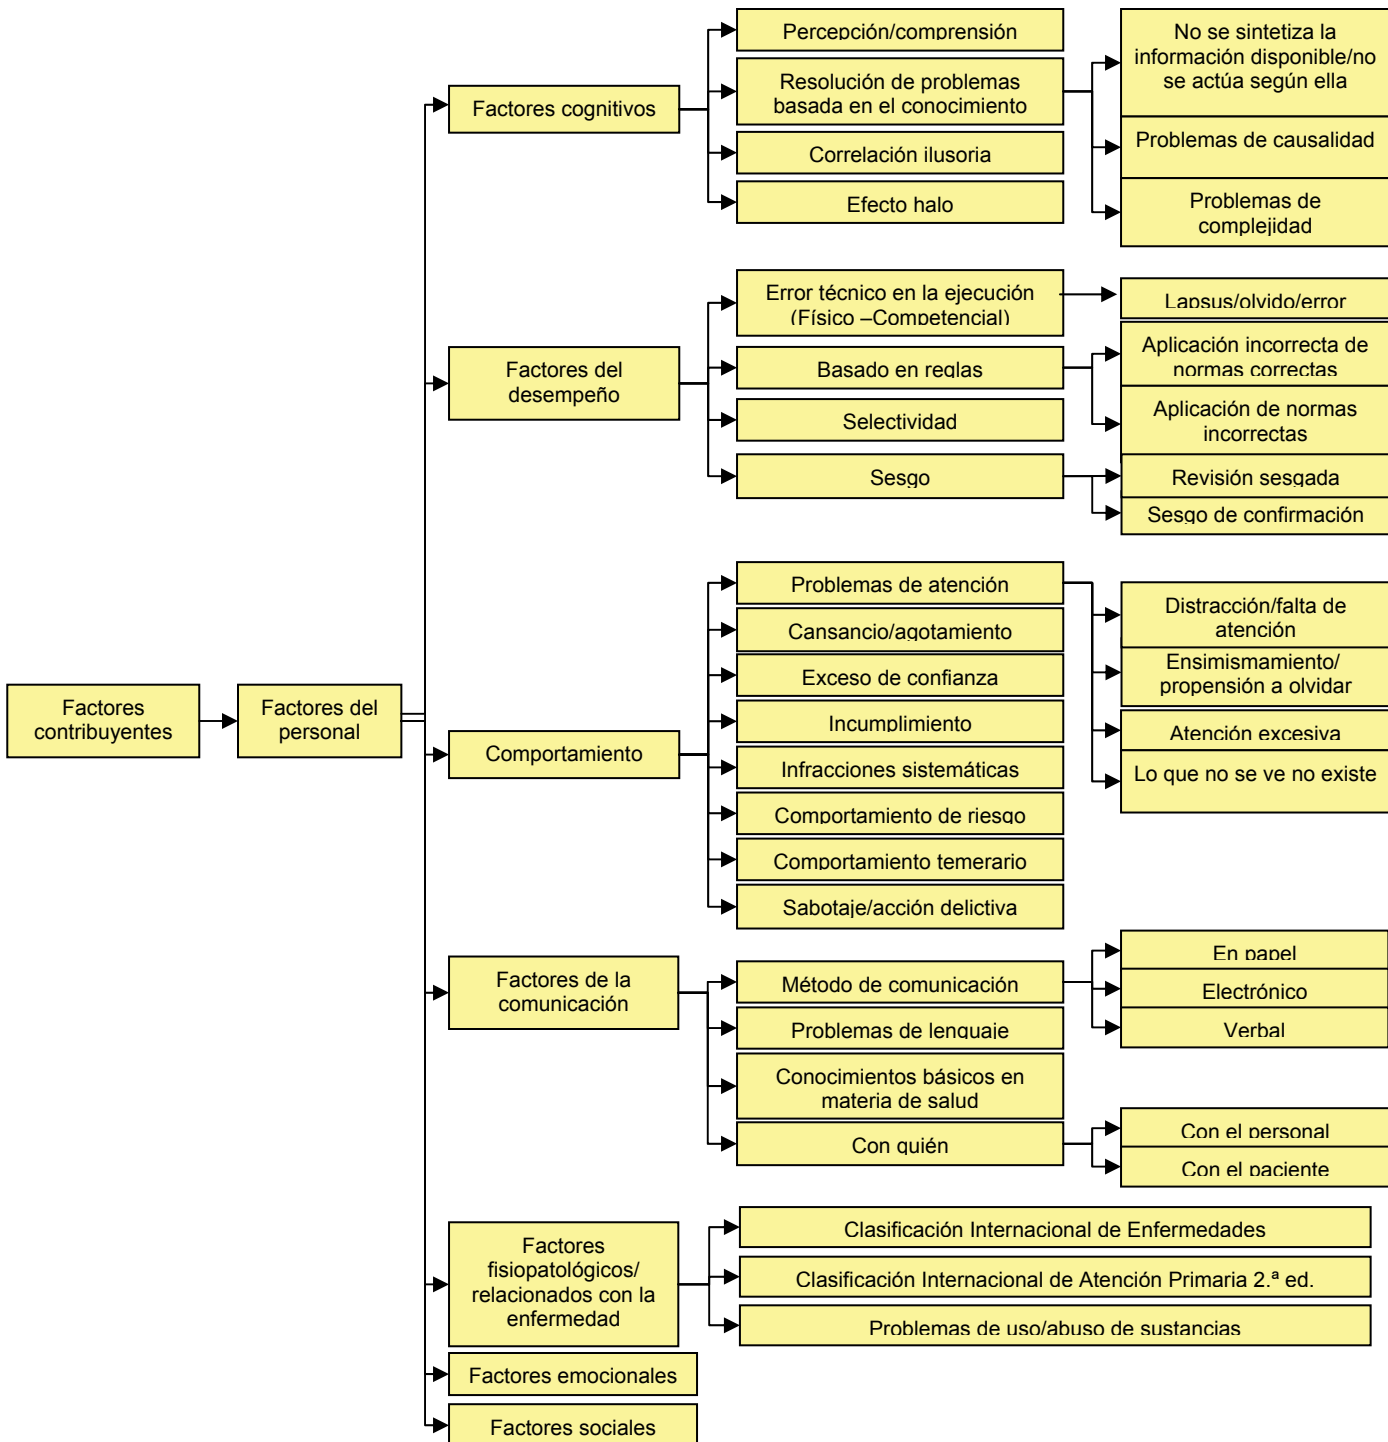 Factores
contribuyentes
Factores del
personal
Factores cognitivos
Percepción/comprensión
Resolución de problemas
basada en el conocimiento
No se sintetiza la
información disponible/no
se actúa según ella
Problemas de causalidad
Problemas de
complejidad
Correlación ilusoria
Efecto halo
Factores del
desempeño
Error técnico en la ejecución
(Físico –Competencial)
Lapsus/olvido/error
Basado en reglas
Aplicación incorrecta de
normas correctas
Aplicación de normas
incorrectas
Selectividad
Sesgo
Revisión sesgada
Sesgo de confirmación
Comportamiento
Problemas de atención
Distracción/falta de
atención
Ensimismamiento/
propensión a olvidar
Atención excesiva
Lo que no se ve no existe
Cansancio/agotamiento
Exceso de confianza
Incumplimiento
Infracciones sistemáticas
Comportamiento de riesgo
Comportamiento temerario
Sabotaje/acción delictiva
Factores de la
comunicación
Método de comunicación
En papel
Electrónico
Verbal
Problemas de lenguaje
Conocimientos básicos en
materia de salud
Con quién
Con el personal
Con el paciente
Factores
fisiopatológicos/
relacionados con la
enfermedad
Clasificación Internacional de Enfermedades
Clasificación Internacional de Atención Primaria 2.ª ed.
Problemas de uso/abuso de sustancias
Factores emocionales
Factores sociales